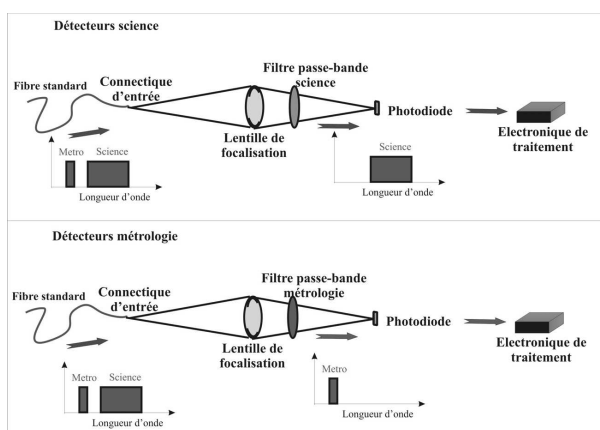 Détecteurs science
Filtre passe-bande
science
Connectique
d'entrée
Fibre standard
Photodiode
Electronique de
traitement
Lentille de
focalisation
Metro
Science
Longueur d'onde
Science
Longueur d'onde
Détecteurs métrologie
Filtre passe-bande
métrologie
Connectique
d'entrée
Fibre standard
Photodiode
Electronique de
traitement
Lentille de
focalisation
Metro
Science
Longueur d'onde
Metro
Longueur d'onde